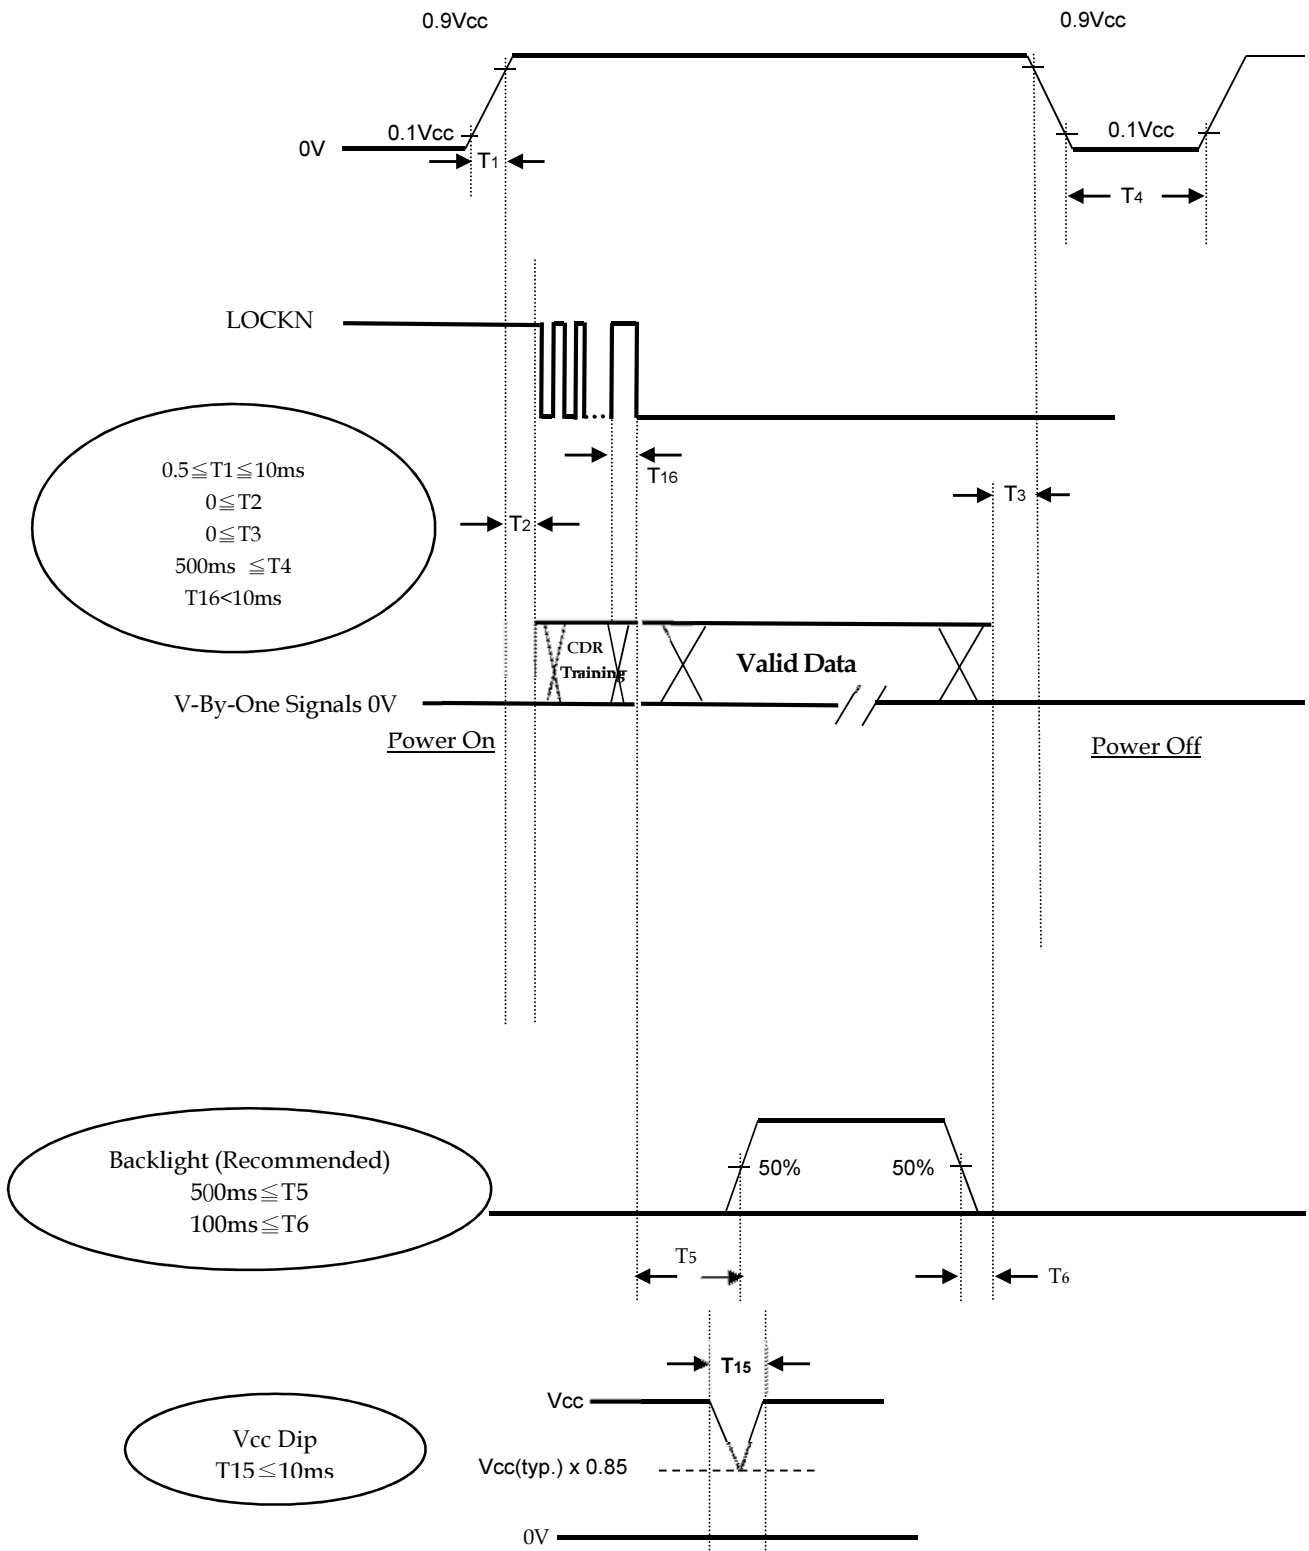 0.9Vcc
0.9Vcc
0.1Vcc
0.1Vcc
0V
T1
T4
LOCKN
0.5≦T1≦10ms
0≦T2
0≦T3
500ms ≦T4
T16<10ms
T16
T3
T2
CDR
Training
Valid Data
V-By-One Signals 0V
Power On
Power Off
Backlight (Recommended)
500ms≦T5
100ms≦T6
50%
50%
T5
T6
T15
Vcc
Vcc Dip
T15≦10ms
Vcc(typ.) x 0.85
0V